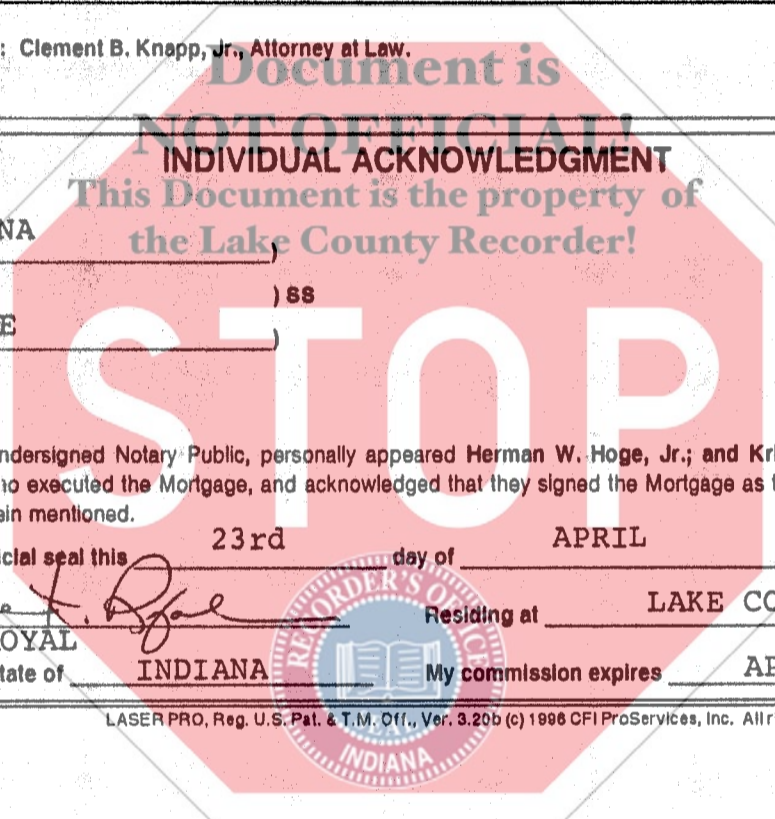 : Clement B. Knapp, Jr., Attorney at Law.
Document is
NOT OFFICIAL!
INDIVIDUAL ACKNOWLEDGMENT
This Document is the property of
NA
the Lake County Recorder!
)
) SS
E
)
STOP
ndersigned Notary Public, personally appeared Herman W. Hoge, Jr.; and Kri
o executed the Mortgage, and acknowledged that they signed the Mortgage as t
ein mentioned.
cial seal this 23rd day of APRIL
F. Royal
Residing at LAKE CO
OYAL
tate of INDIANA My commission expires AP
RECORDER'S OFFICE
SEAL
INDIANA
LASER PRO, Reg. U.S. Pat. & T.M. Off., Ver. 3.20b (c) 1996 CFI ProServices, Inc. All r